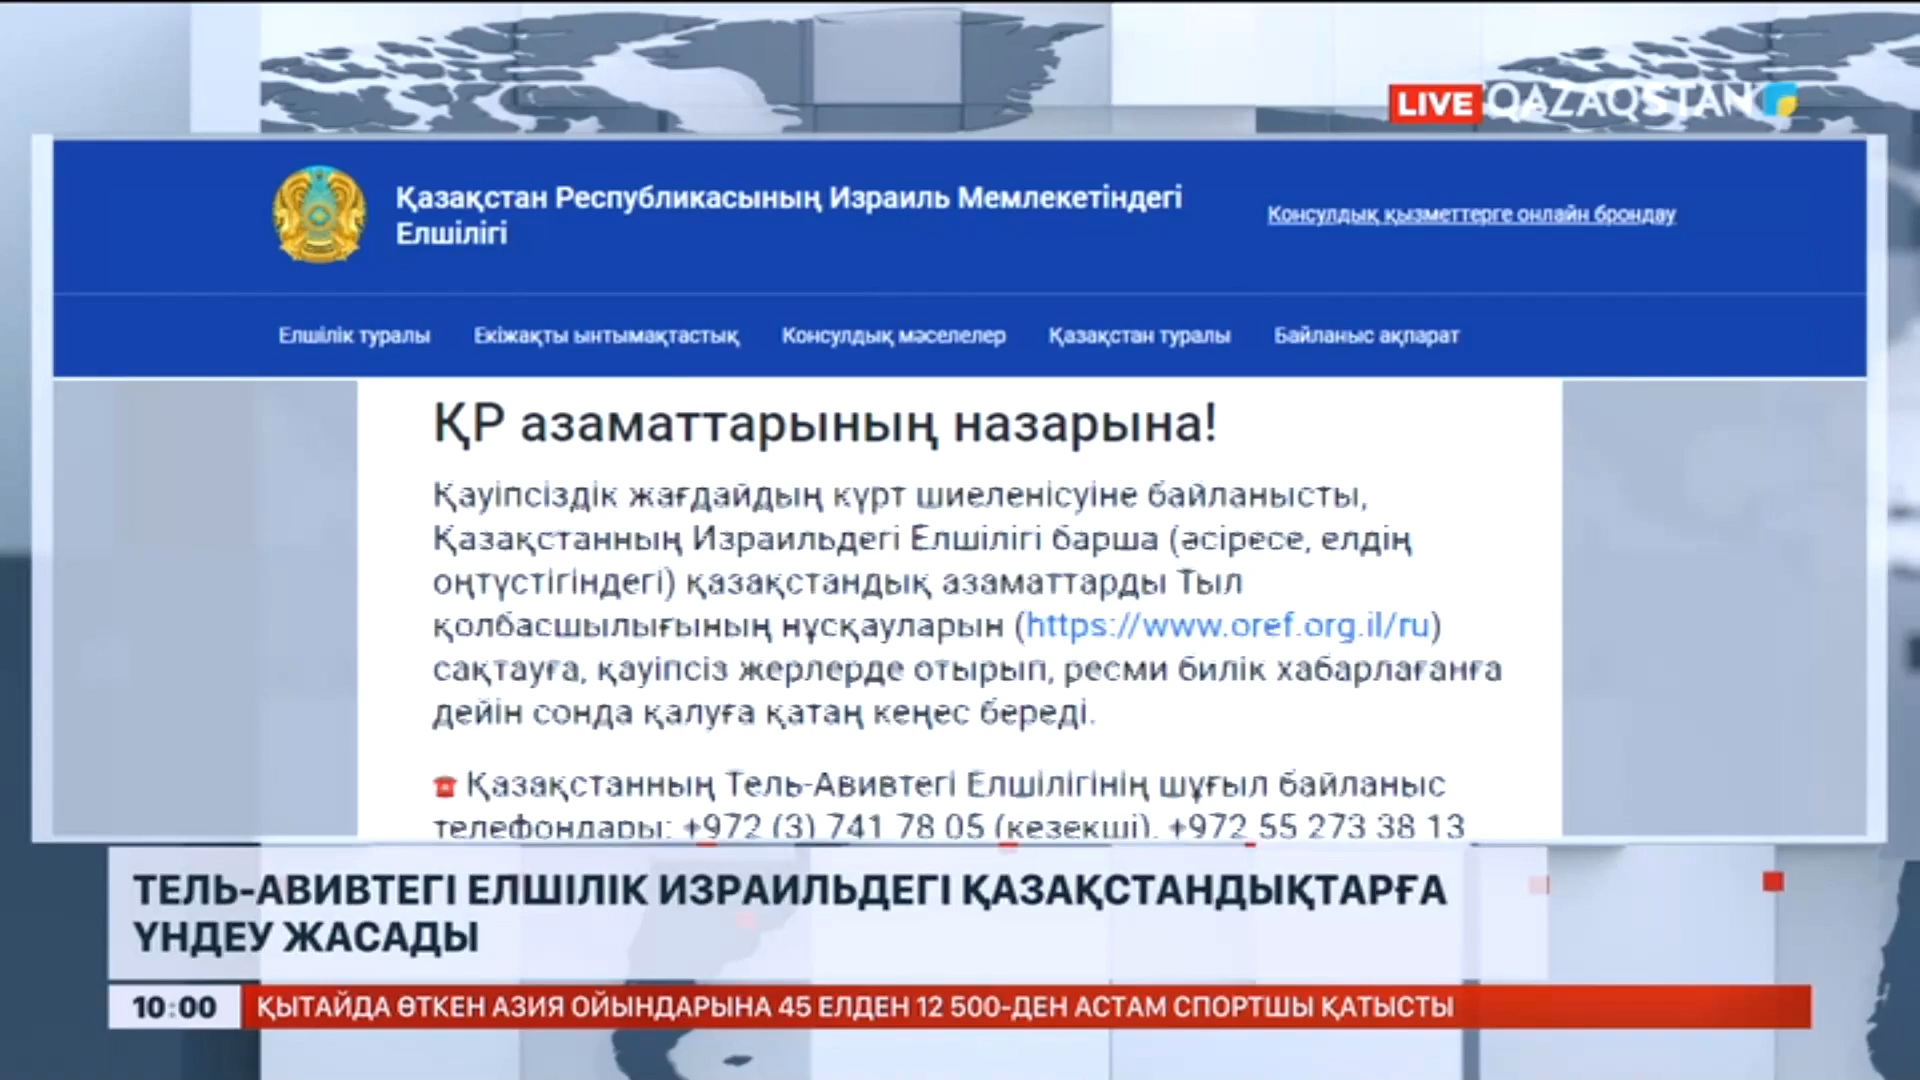 LIVE QAZAQSTAN
Қазақстан Республикасының Израиль Мемлекетіндегі
Елшілігі
Консулдық қызметтерге онлайн брондау
Елшілік туралы Екіжақты ынтымақтастық Консулдық мәселелер Қазақстан туралы Байланыс ақпарат
ҚР азаматтарының назарына!
Қауіпсіздік жағдайдың күрт шиеленісуіне байланысты,
Қазақстанның Израильдегі Елшілігі барша (әсіресе, елдің
оңтүстігіндегі) қазақстандық азаматтарды Тыл
қолбасшылығының нұсқауларын (https://www.oref.org.il/ru)
сақтауға, қауіпсіз жерлерде отырып, ресми билік хабарлағанға
дейін сонда қалуға қатаң кеңес береді.
Қазақстанның Тель-Авивтегі Елшілігінің шұғыл байланыс
телефондары: +972 (3) 741 78 05 (кезекші), +972 55 273 38 13
ТЕЛЬ-АВИВТЕГІ ЕЛШІЛІК ИЗРАИЛЬДЕГІ ҚАЗАҚСТАНДЫҚТАРҒА
ҮНДЕУ ЖАСАДЫ
10:00 ҚЫТАЙДА ӨТКЕН АЗИЯ ОЙЫНДАРЫНА 45 ЕЛДЕН 12 500-ДЕН АСТАМ СПОРТШЫ ҚАТЫСТЫ